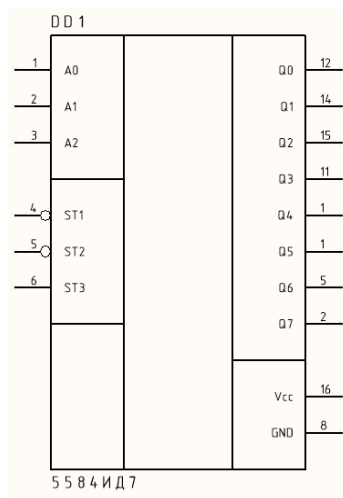 DD1
1 A0 Q0 12
2 A1 Q1 14
3 A2 Q2 15
Q3 11
4 ST1 Q4 1
5 ST2 Q5 1
6 ST3 Q6 5
Q7 2
Vcc 16
GND 8
5584ИД7